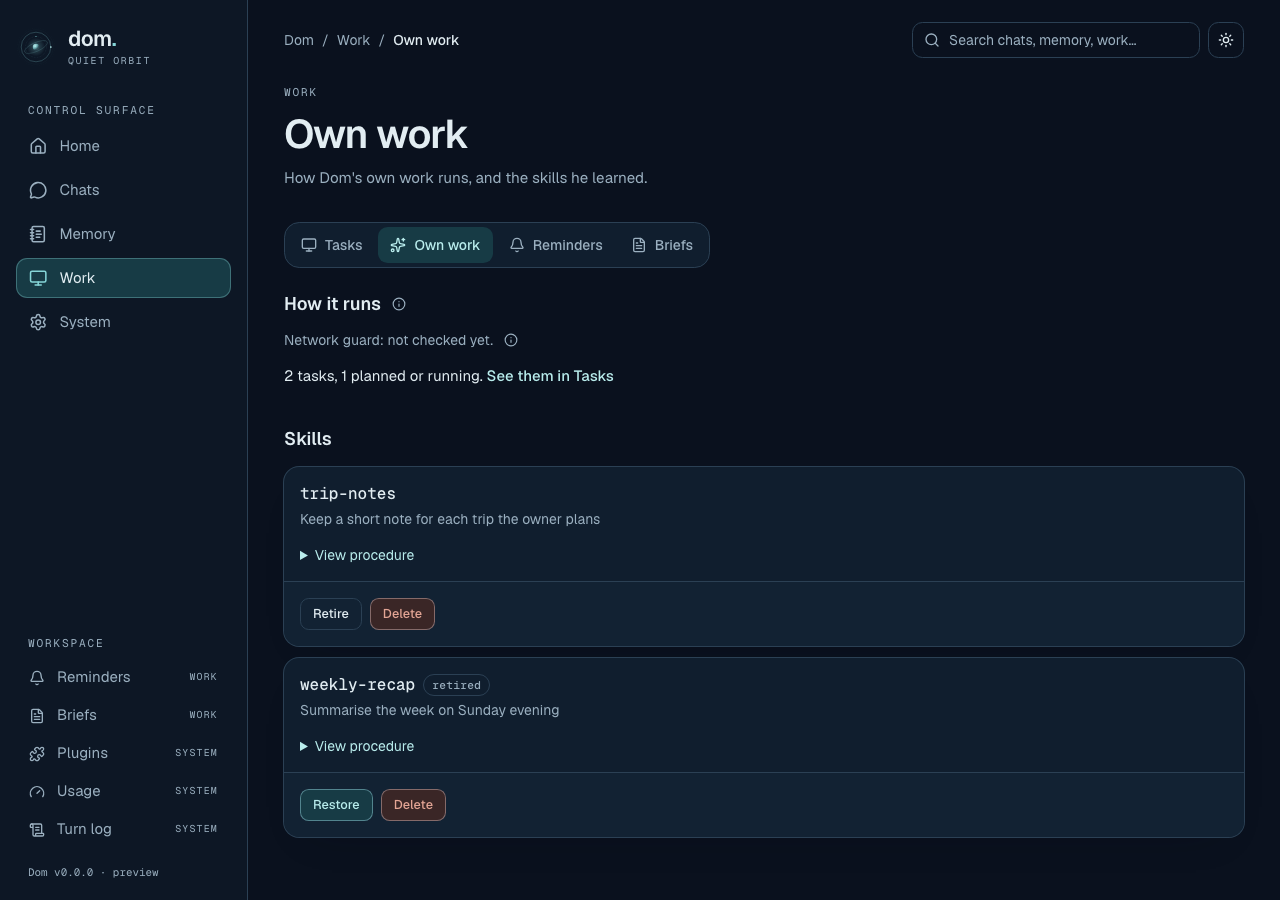 dom.
QUIET ORBIT
CONTROL SURFACE
Home
Chats
Memory
Work
System
WORKSPACE
Reminders WORK
Briefs WORK
Plugins SYSTEM
Usage SYSTEM
Turn log SYSTEM
Dom v0.0.0 · preview
Dom / Work / Own work
Search chats, memory, work…
WORK
Own work
How Dom's own work runs, and the skills he learned.
Tasks Own work Reminders Briefs
How it runs
Network guard: not checked yet.
2 tasks, 1 planned or running. See them in Tasks
Skills
trip-notes
Keep a short note for each trip the owner plans
View procedure
Retire Delete
weekly-recap retired
Summarise the week on Sunday evening
View procedure
Restore Delete